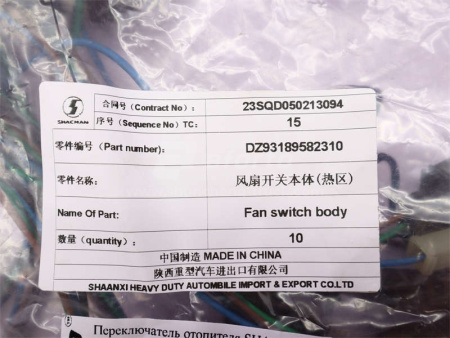 SHACMAN
合同号 (Contract No): 23SQD050213094
序号 (Sequence No) TC: 15
零件编号 (Part number): DZ93189582310
零件名称: 风扇开关本体(热区)
Name Of Part: Fan switch body
数量 (quantity): 10
中国制造 MADE IN CHINA
陕西重型汽车进出口有限公司
SHAANXI HEAVY DUTY AUTOMBILE IMPORT & EXPORT CO.LTD
Переключатель отопителя